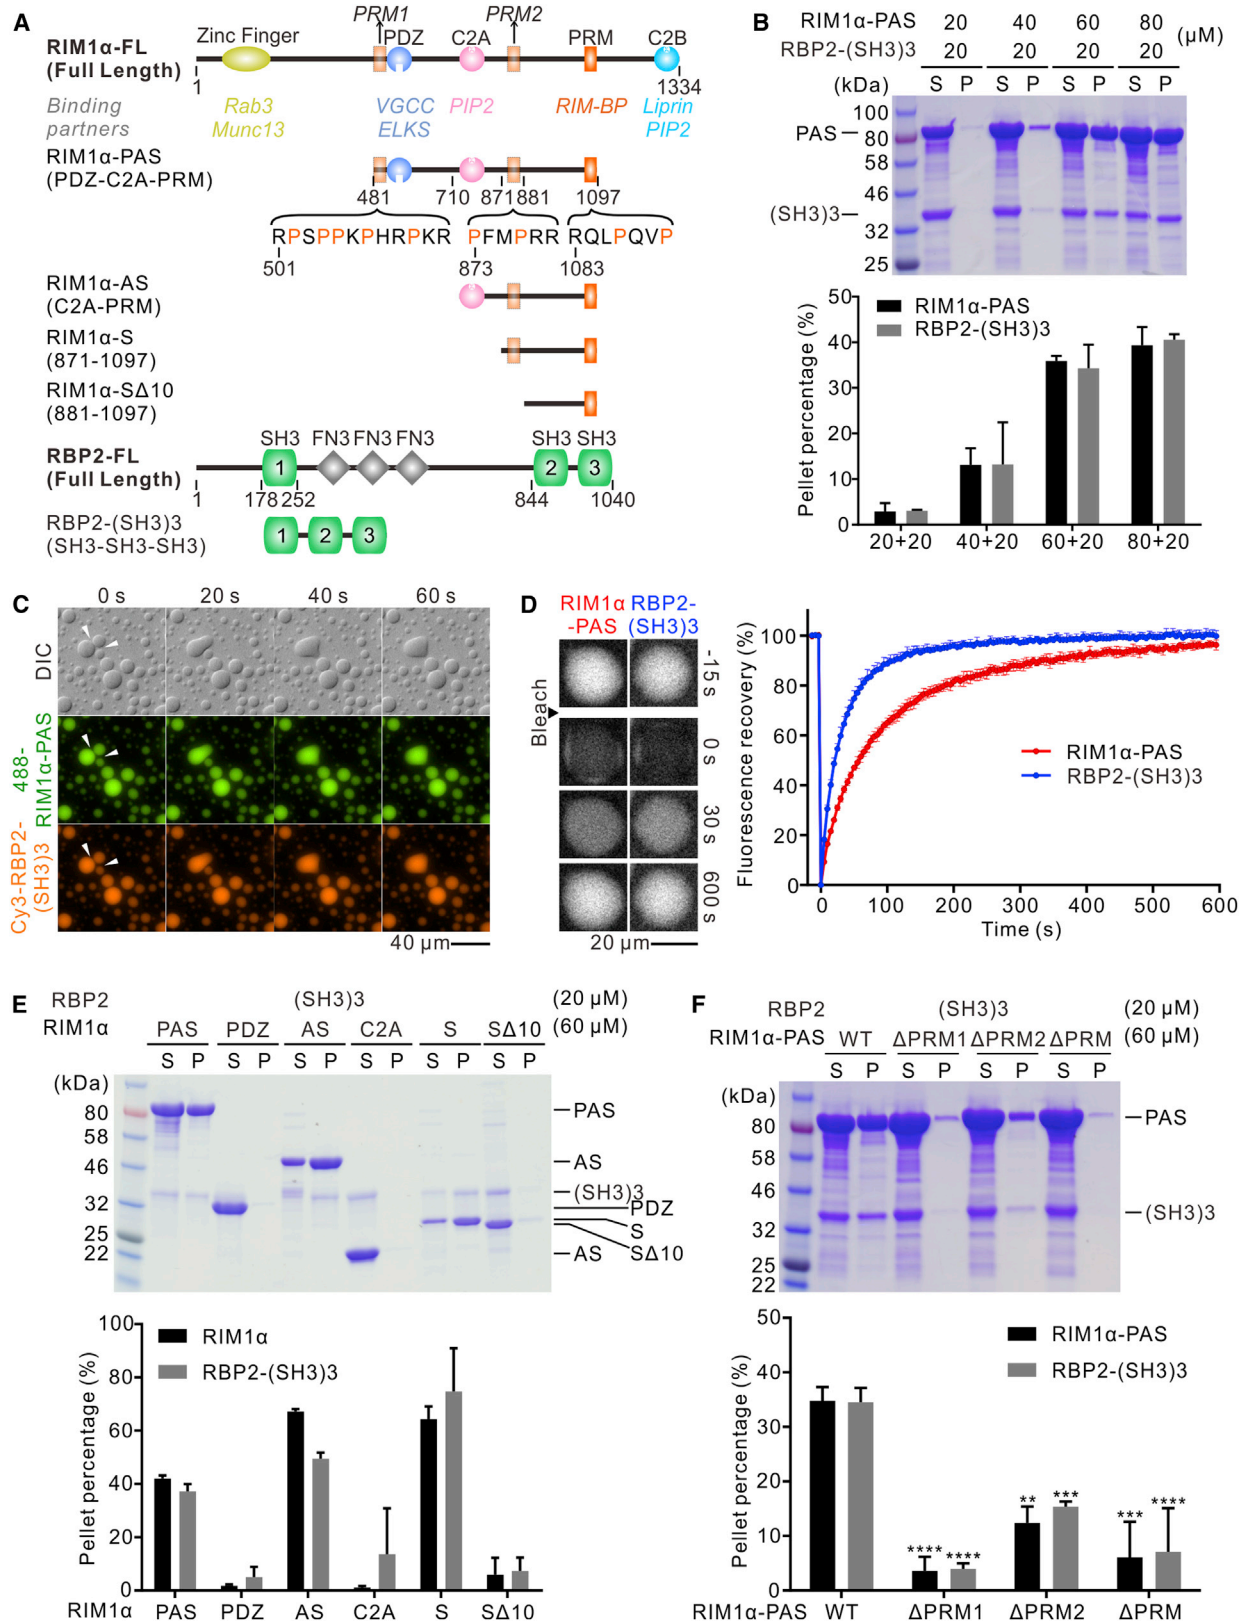 A
PRM1 PRM2
Zinc Finger PDZ C2A PRM C2B
RIM1α-FL
(Full Length)
1 1334
Binding partners
Rab3
Munc13
VGCC
ELKS
PIP2
RIM-BP
Liprin
PIP2
RIM1α-PAS
(PDZ-C2A-PRM)
481 710 871 881 1097
RPSPPKPHRPKR PFMPRR RQLPQVP
501 873 1083
RIM1α-AS
(C2A-PRM)
RIM1α-S
(871-1097)
RIM1α-SΔ10
(881-1097)
SH3 FN3 FN3 FN3 SH3 SH3
RBP2-FL
(Full Length)
1 2 3
1 178 252 844 1040
RBP2-(SH3)3
(SH3-SH3-SH3)
1 2 3
B
RIM1α-PAS 20 40 60 80 (μM)
RBP2-(SH3)3 20 20 20 20
(kDa) S P S P S P S P
100
PAS 80
58
46
(SH3)3
32
25
Pellet percentage (%)
50
40
30
20
10
0
RIM1α-PAS
RBP2-(SH3)3
20+20 40+20 60+20 80+20
C
0 s 20 s 40 s 60 s
DIC
488-
RIM1α-PAS
Cy3-RBP2-
(SH3)3
40 μm
D
RIM1α
-PAS
RBP2-
(SH3)3
-15 s
Bleach
0 s
30 s
600 s
20 μm
Fluorescence recovery (%)
100
80
60
40
20
0
RIM1α-PAS
RBP2-(SH3)3
0 100 200 300 400 500 600
Time (s)
E
RBP2 (SH3)3 (20 μM)
RIM1α PAS PDZ AS C2A S SΔ10 (60 μM)
S P S P S P S P S P S P
(kDa)
80
58
46
32
25
22
PAS
AS
(SH3)3
PDZ
S
SΔ10
AS
Pellet percentage (%)
100
80
60
40
20
0
RIM1α
RBP2-(SH3)3
RIM1α PAS PDZ AS C2A S SΔ10
F
RBP2 (SH3)3 (20 μM)
RIM1α-PAS WT ΔPRM1 ΔPRM2 ΔPRM (60 μM)
S P S P S P S P
(kDa)
80
58
46
32
25
22
PAS
(SH3)3
Pellet percentage (%)
50
40
30
20
10
0
RIM1α-PAS
RBP2-(SH3)3
**** **** ** *** *** ****
RIM1α-PAS WT ΔPRM1 ΔPRM2 ΔPRM